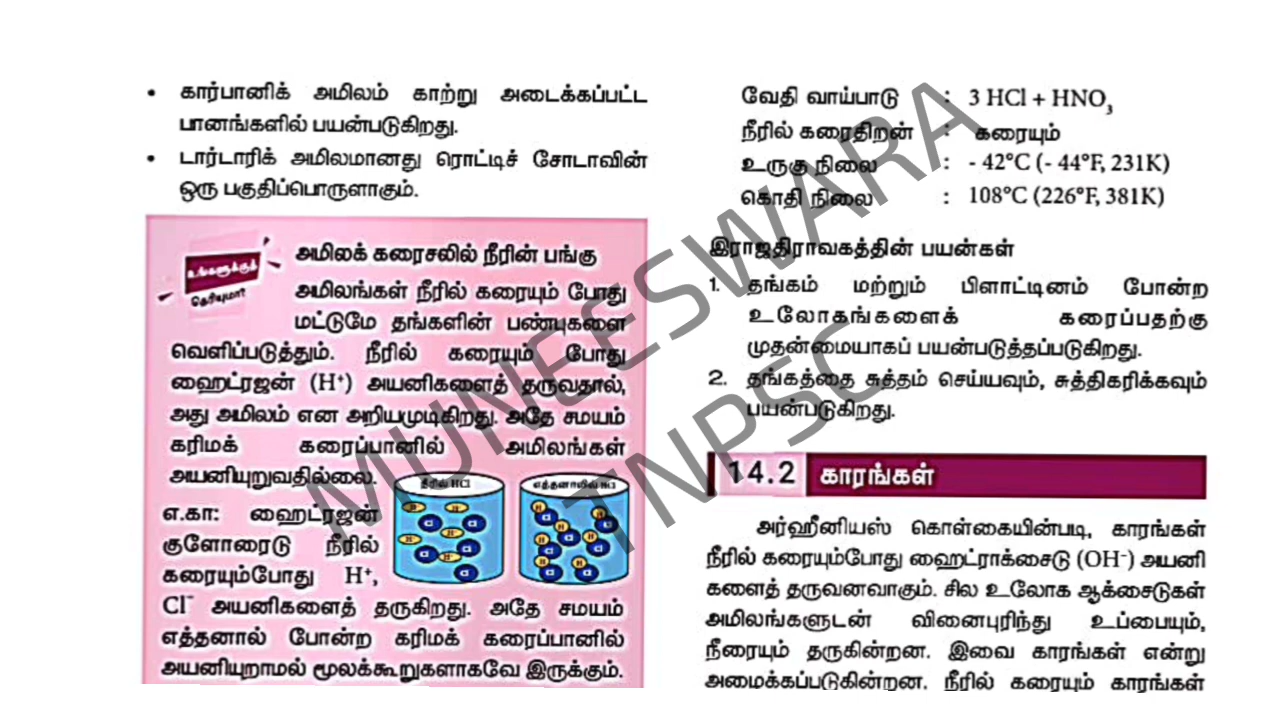 • கார்பானிக் அமிலம் காற்று அடைக்கப்பட்ட
பானங்களில் பயன்படுகிறது.
• டார்டாரிக் அமிலமானது ரொட்டிச் சோடாவின்
ஒரு பகுதிப்பொருளாகும்.
உங்களுக்குத்
தெரியுமா?
அமிலக் கரைசலில் நீரின் பங்கு
அமிலங்கள் நீரில் கரையும் போது
மட்டுமே தங்களின் பண்புகளை
வெளிப்படுத்தும். நீரில் கரையும் போது
ஹைட்ரஜன் (H⁺) அயனிகளைத் தருவதால்,
அது அமிலம் என அறியமுடிகிறது. அதே சமயம்
கரிமக் கரைப்பானில் அமிலங்கள்
அயனியுறுவதில்லை.
நீரில் HCl
எத்தனாலில் HCl
எ.கா: ஹைட்ரஜன்
குளோரைடு நீரில்
கரையும்போது H⁺,
Cl⁻ அயனிகளைத் தருகிறது. அதே சமயம்
எத்தனால் போன்ற கரிமக் கரைப்பானில்
அயனியுறாமல் மூலக்கூறுகளாகவே இருக்கும்.
வேதி வாய்பாடு : 3 HCl + HNO₃
நீரில் கரைதிறன் : கரையும்
உருகு நிலை : - 42°C (- 44°F, 231K)
கொதி நிலை : 108°C (226°F, 381K)
இராஜதிராவகத்தின் பயன்கள்
1. தங்கம் மற்றும் பிளாட்டினம் போன்ற
உலோகங்களைக் கரைப்பதற்கு
முதன்மையாகப் பயன்படுத்தப்படுகிறது.
2. தங்கத்தை சுத்தம் செய்யவும், சுத்திகரிக்கவும்
பயன்படுகிறது.
14.2 காரங்கள்
அர்ஹீனியஸ் கொள்கையின்படி, காரங்கள்
நீரில் கரையும்போது ஹைட்ராக்சைடு (OH⁻) அயனி
களைத் தருவனவாகும். சில உலோக ஆக்சைடுகள்
அமிலங்களுடன் வினைபுரிந்து உப்பையும்,
நீரையும் தருகின்றன. இவை காரங்கள் என்று
அழைக்கப்படுகின்றன. நீரில் கரையும் காரங்கள்
MUNEESWARA
TNPSC